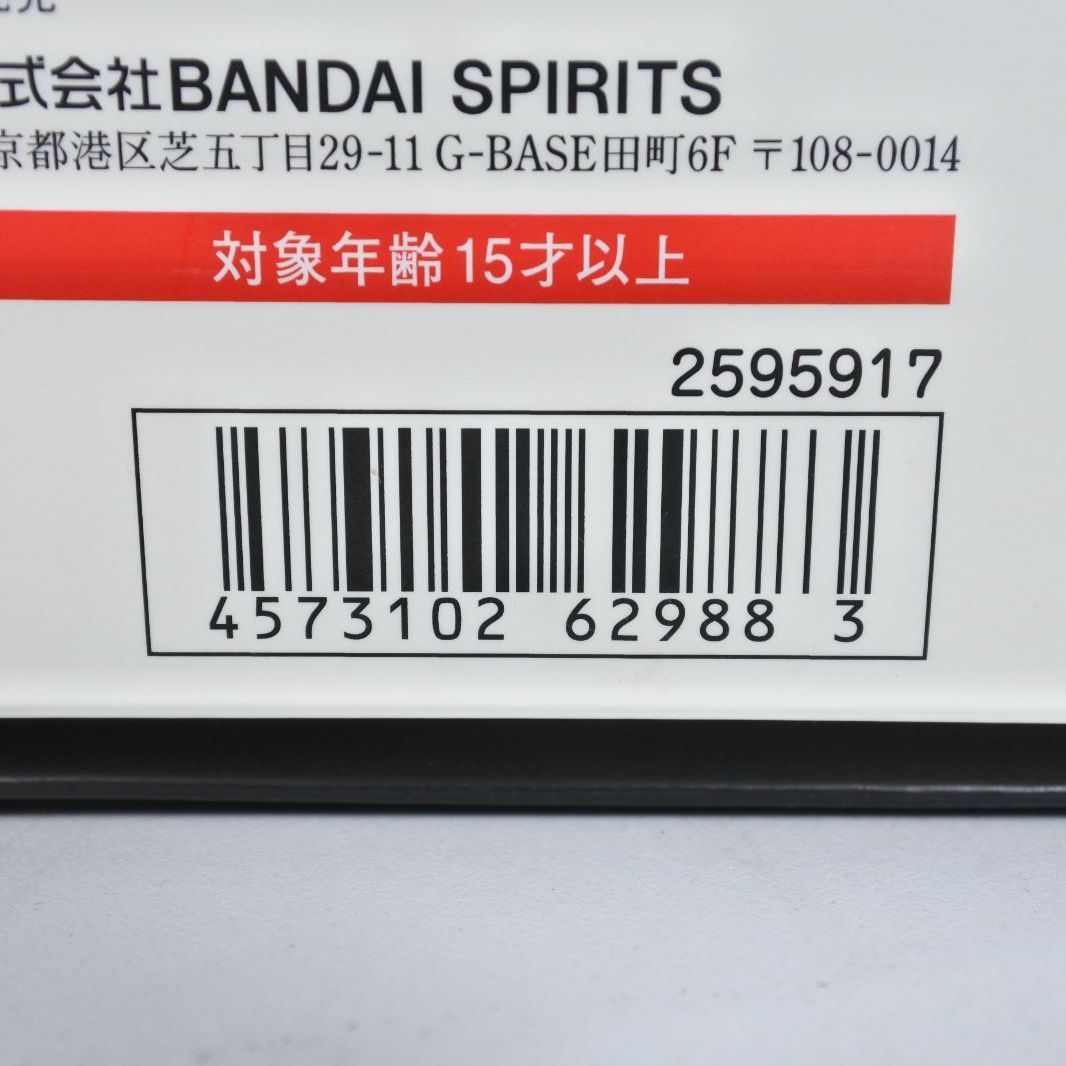 式会社BANDAI SPIRITS
京都港区芝五丁目29-11 G-BASE田町6F 〒108-0014
対象年齢15才以上
2595917
4573102 62988 3